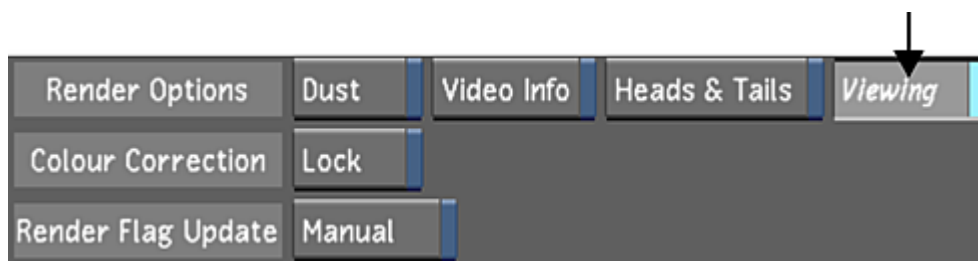 Render Options Dust Video Info Heads & Tails Viewing
Colour Correction Lock
Render Flag Update Manual